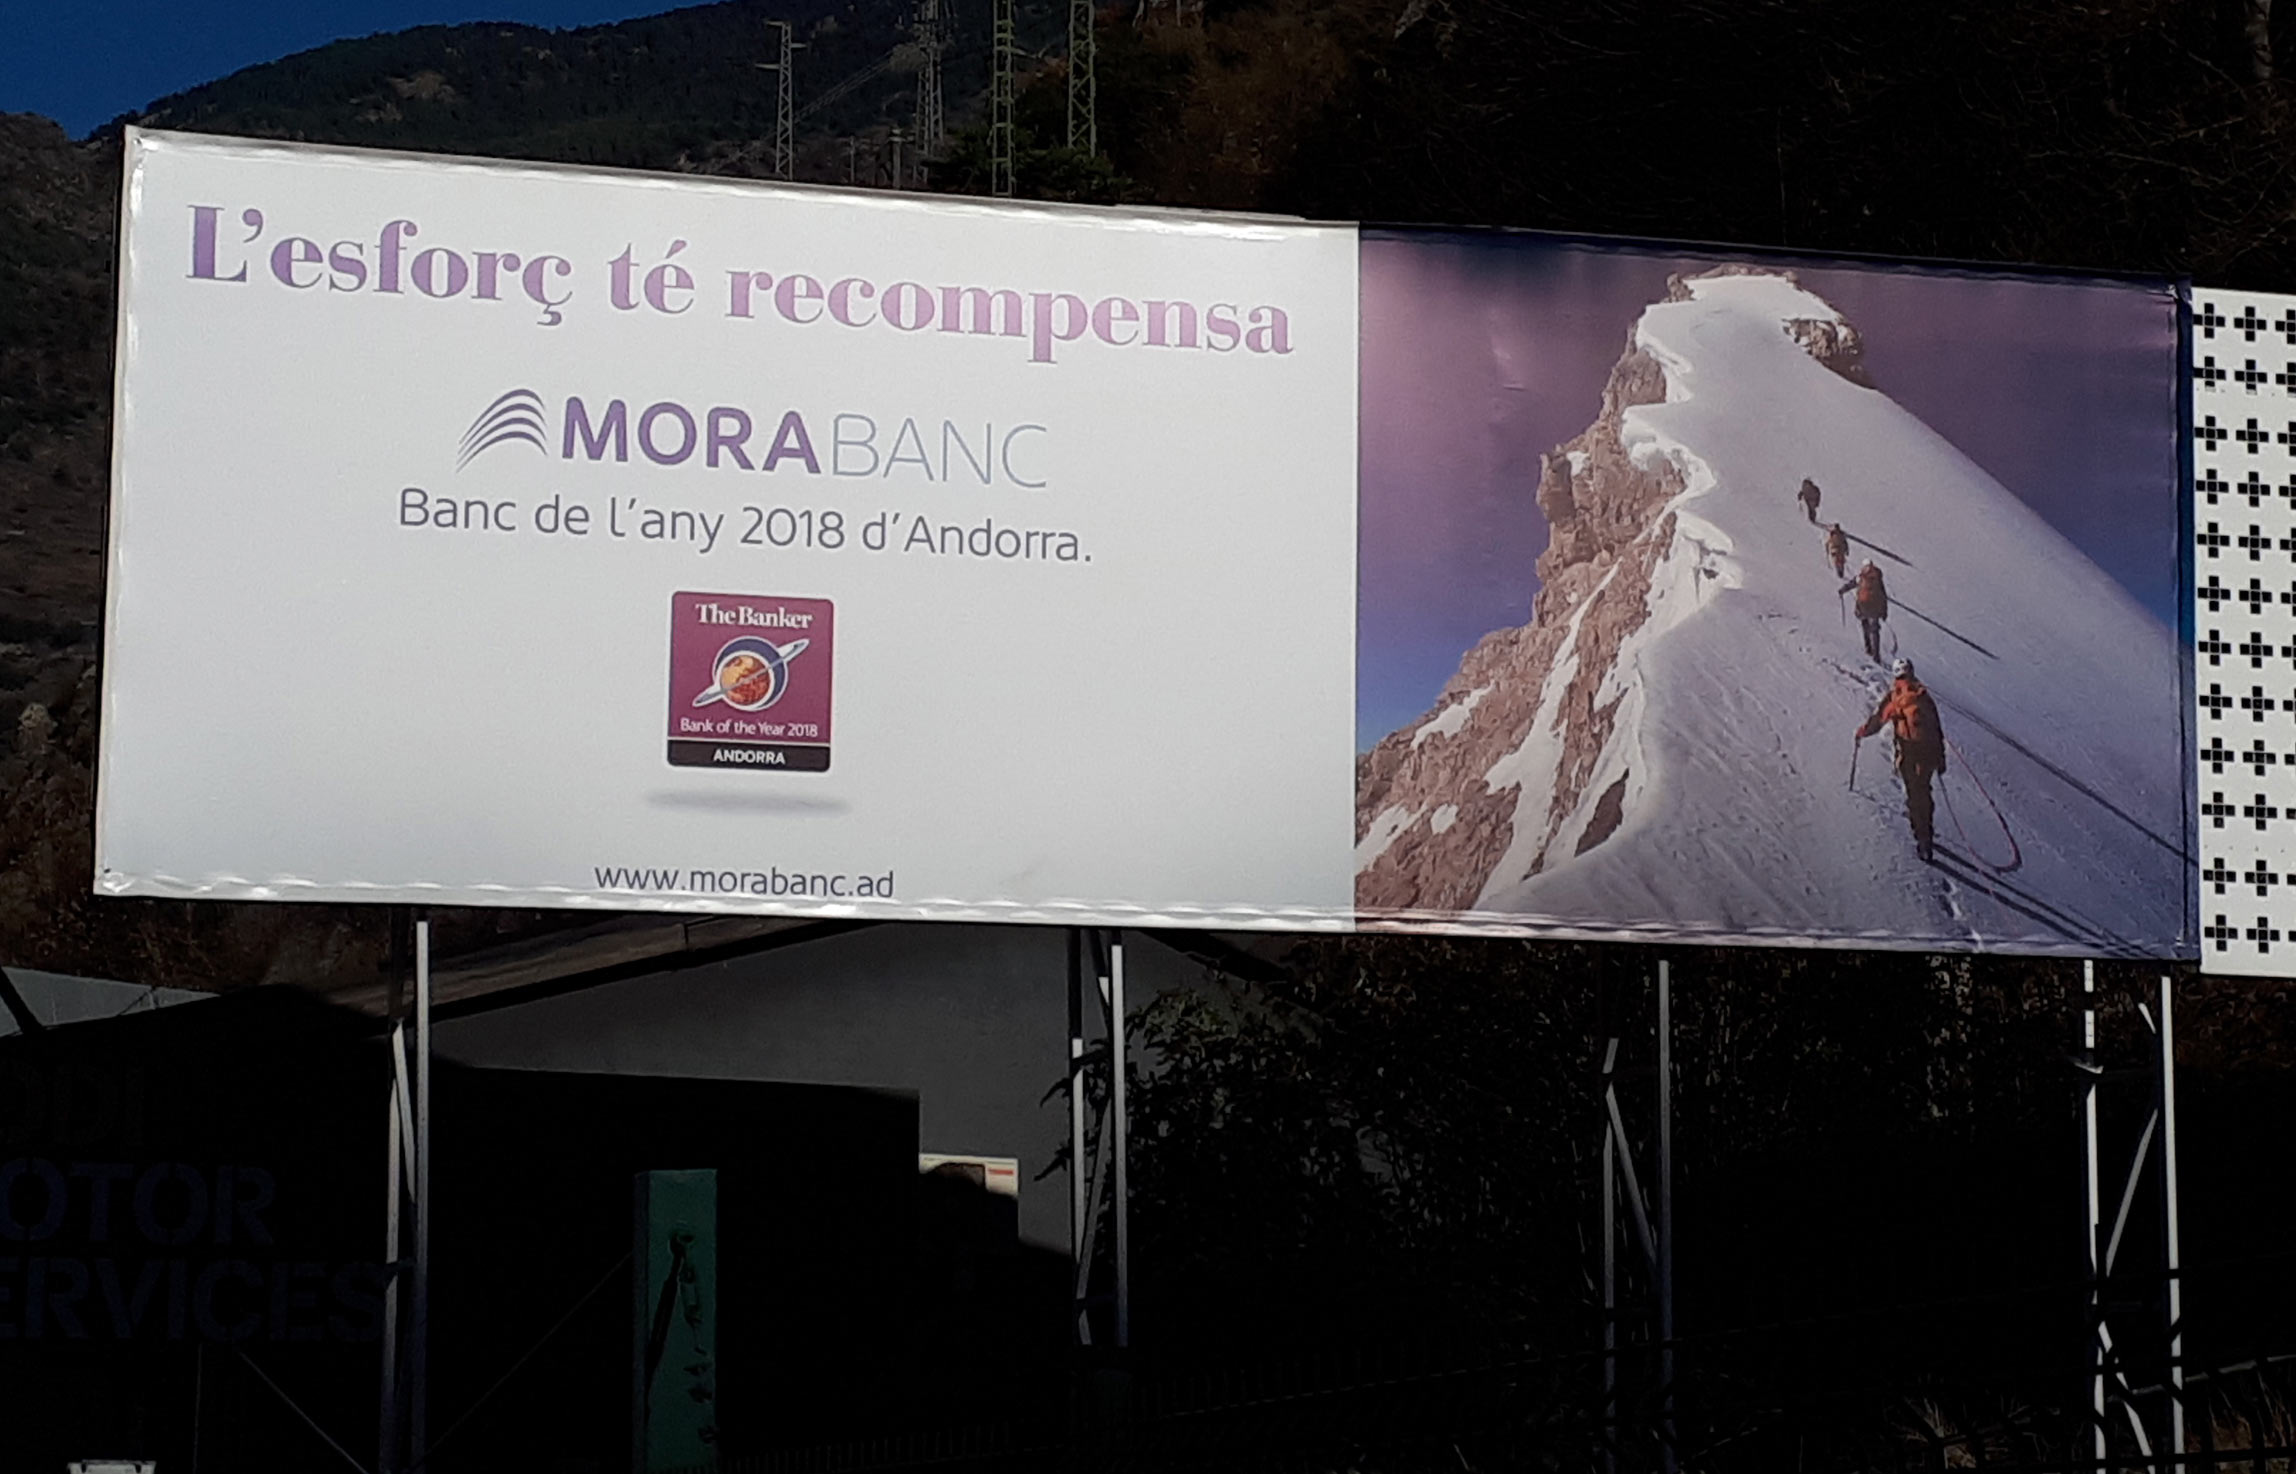 L'esforç té recompensa
MORABANC
Banc de l'any 2018 d'Andorra.
The Banker
Bank of the Year 2018
ANDORRA
www.morabanc.ad